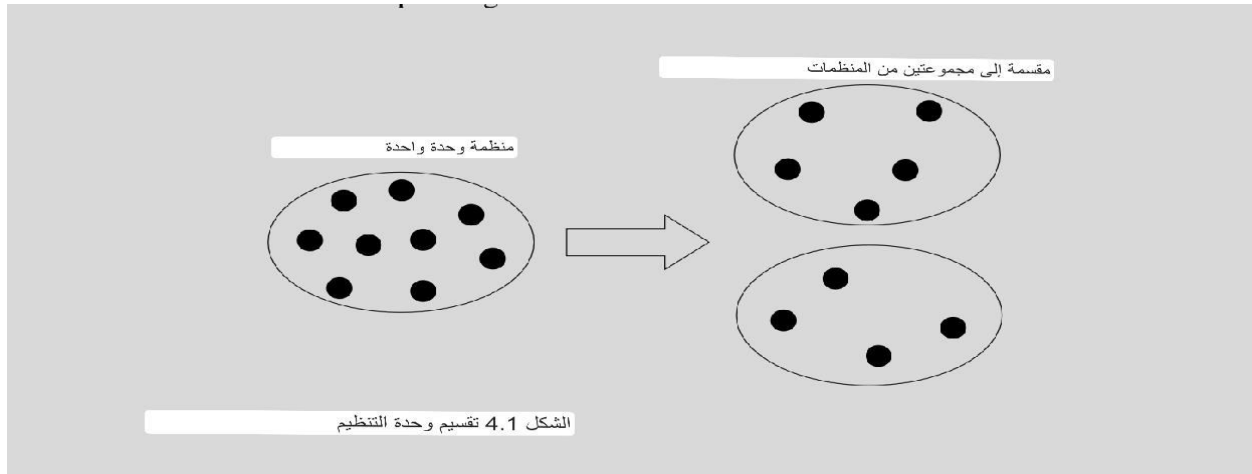 مقسمة إلى مجموعتين من المنظمات
منظمة وحدة واحدة
الشكل 4.1 تقسيم وحدة التنظيم